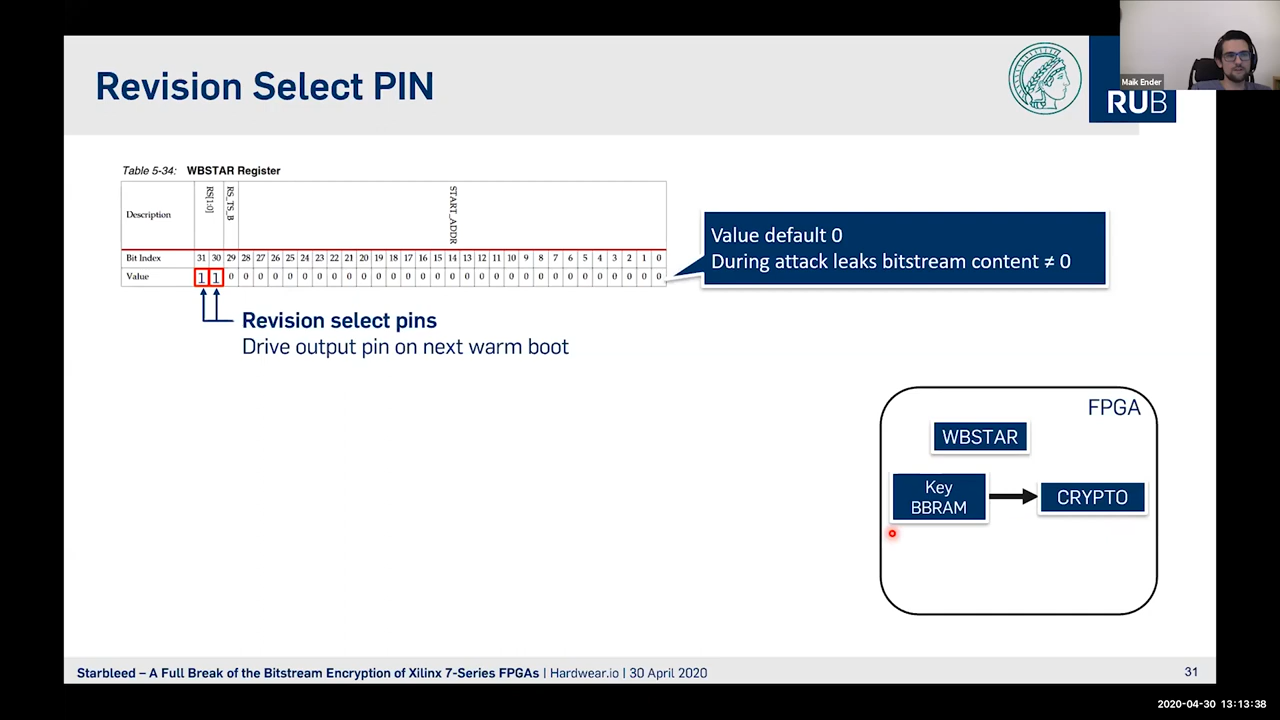 Revision Select PIN
Maik Ender
RUB
Table 5-34: WBSTAR Register
Description RS[1:0] RS_TS_B START_ADDR
Bit Index 31 30 29 28 27 26 25 24 23 22 21 20 19 18 17 16 15 14 13 12 11 10 9 8 7 6 5 4 3 2 1 0
Value 1 1 0 0 0 0 0 0 0 0 0 0 0 0 0 0 0 0 0 0 0 0 0 0 0 0 0 0 0 0 0 0
Value default 0
During attack leaks bitstream content ≠ 0
Revision select pins
Drive output pin on next warm boot
FPGA
WBSTAR
Key
BBRAM
CRYPTO
Starbleed – A Full Break of the Bitstream Encryption of Xilinx 7-Series FPGAs | Hardwear.io | 30 April 2020
31
2020-04-30 13:13:38